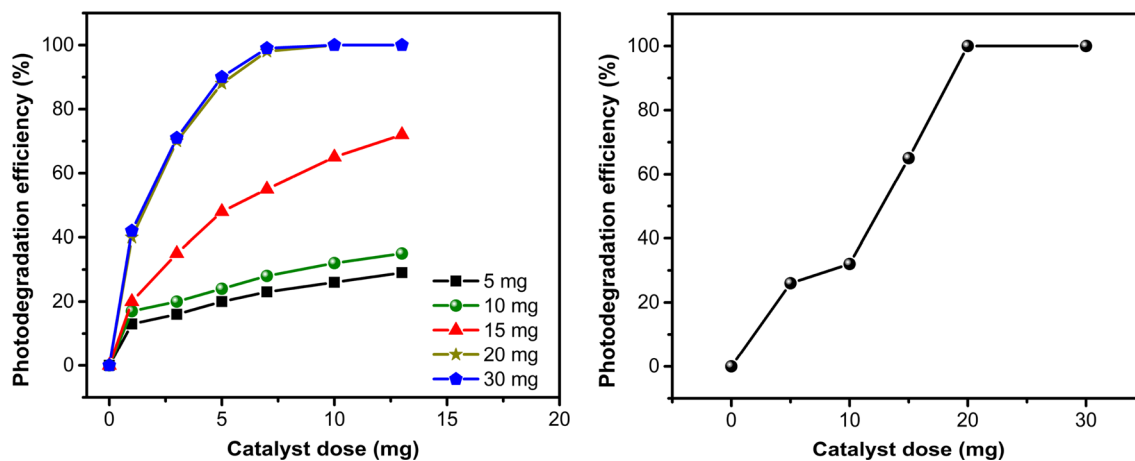 Photodegradation efficiency (%)
100
80
60
40
20
0
5 mg
10 mg
15 mg
20 mg
30 mg
0 5 10 15 20
Catalyst dose (mg)
Photodegradation efficiency (%)
100
80
60
40
20
0
0 10 20 30
Catalyst dose (mg)